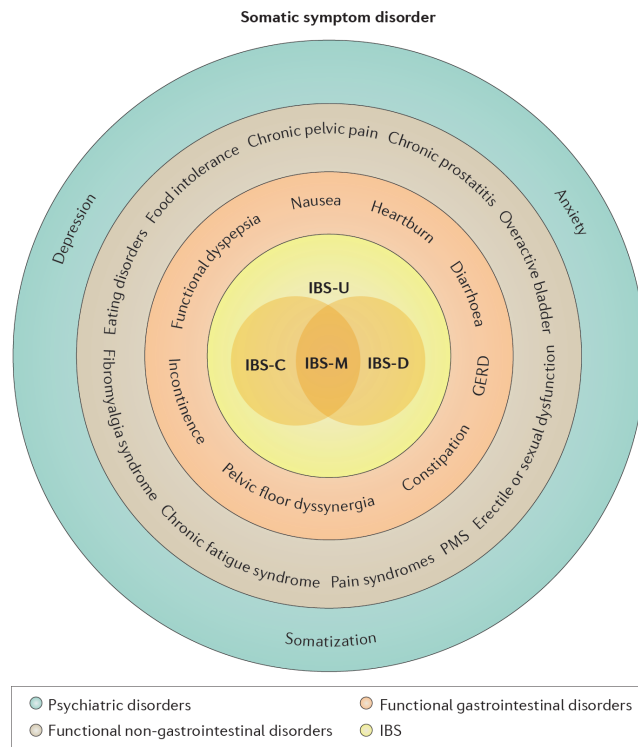 Somatic symptom disorder
Depression
Anxiety
Somatization
Eating disorders
Food intolerance
Chronic pelvic pain
Chronic prostatitis
Overactive bladder
Erectile or sexual dysfunction
PMS
Pain syndromes
Chronic fatigue syndrome
Fibromyalgia syndrome
Functional dyspepsia
Nausea
Heartburn
Diarrhoea
GERD
Constipation
Pelvic floor dyssynergia
Incontinence
IBS-U
IBS-C
IBS-M
IBS-D
Psychiatric disorders
Functional gastrointestinal disorders
Functional non-gastrointestinal disorders
IBS